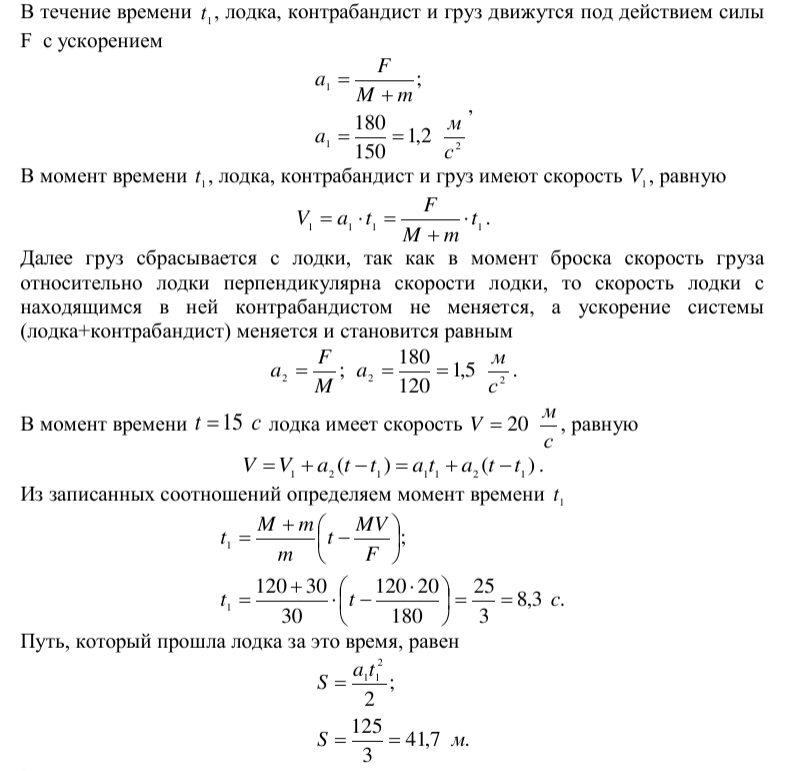 В течение времени t₁, лодка, контрабандист и груз движутся под действием силы
F с ускорением
a₁ = F / (M + m);
a₁ = 180 / 150 = 1,2 м/с²,
В момент времени t₁, лодка, контрабандист и груз имеют скорость V₁, равную
V₁ = a₁ · t₁ = F / (M + m) · t₁.
Далее груз сбрасывается с лодки, так как в момент броска скорость груза
относительно лодки перпендикулярна скорости лодки, то скорость лодки с
находящимся в ней контрабандистом не меняется, а ускорение системы
(лодка+контрабандист) меняется и становится равным
a₂ = F / M; a₂ = 180 / 120 = 1,5 м/с².
В момент времени t = 15 с лодка имеет скорость V = 20 м/с, равную
V = V₁ + a₂(t − t₁) = a₁t₁ + a₂(t − t₁).
Из записанных соотношений определяем момент времени t₁
t₁ = (M + m) / m (t − MV / F);
t₁ = (120 + 30) / 30 · (t − 120 · 20 / 180) = 25 / 3 = 8,3 с.
Путь, который прошла лодка за это время, равен
S = a₁t₁² / 2;
S = 125 / 3 = 41,7 м.